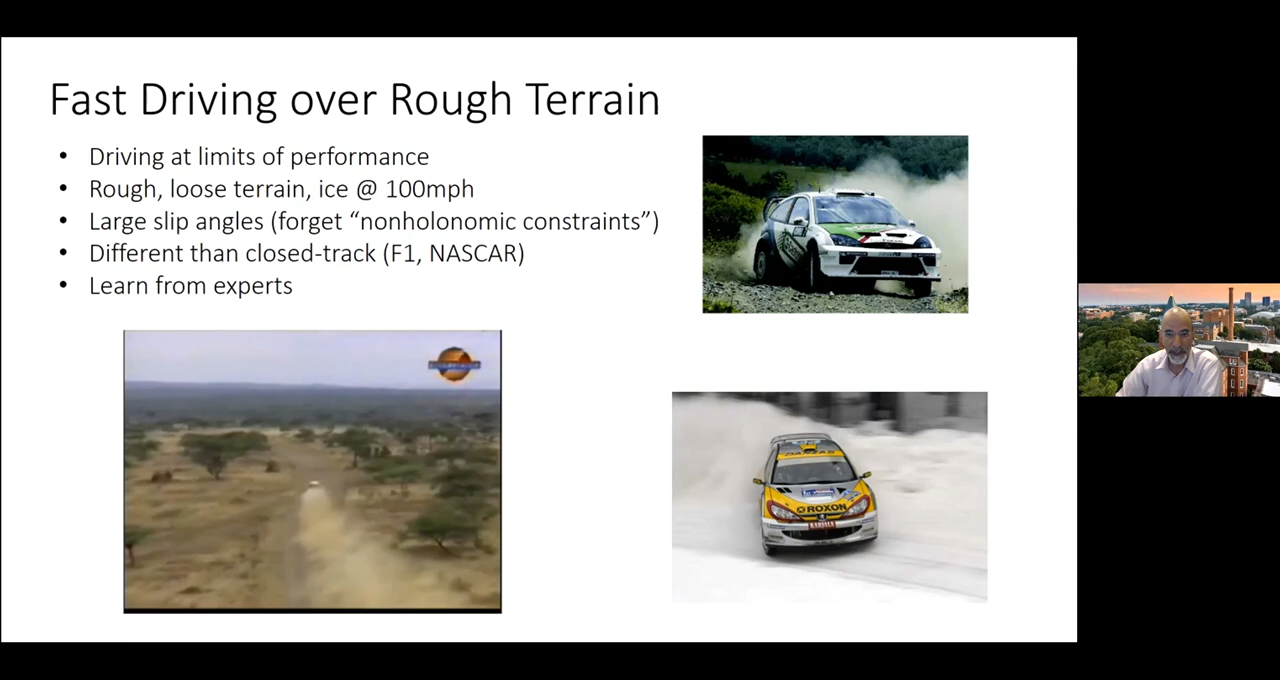 Fast Driving over Rough Terrain
• Driving at limits of performance
• Rough, loose terrain, ice @ 100mph
• Large slip angles (forget “nonholonomic constraints”)
• Different than closed-track (F1, NASCAR)
• Learn from experts
ROXON